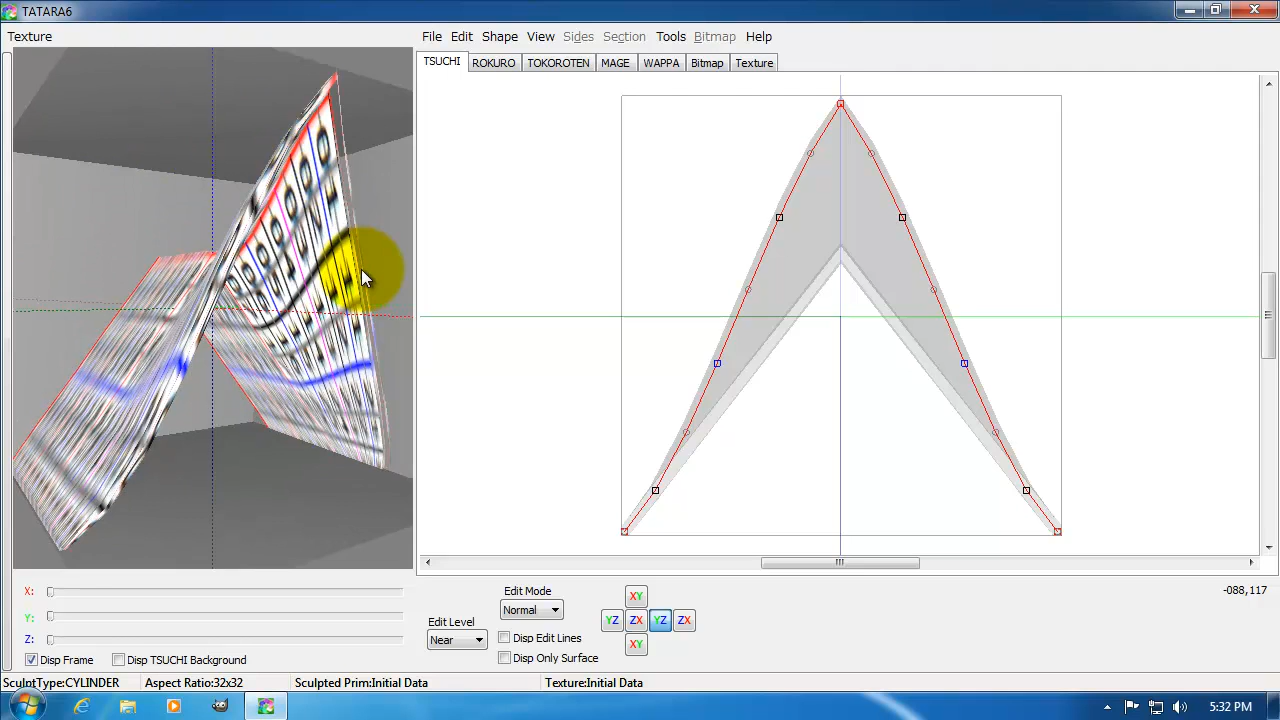 TATARA6
Texture
File Edit Shape View Sides Section Tools Bitmap Help
TSUCHI ROKURO TOKOROTEN MAGE WAPPA Bitmap Texture
X:
Y:
Z:
Disp Frame Disp TSUCHI Background
Edit Level
Near
Edit Mode
Normal
Disp Edit Lines
Disp Only Surface
XY
YZ ZX YZ ZX
XY
-088,117
SculptType:CYLINDER Aspect Ratio:32x32 Sculpted Prim:Initial Data Texture:Initial Data
5:32 PM